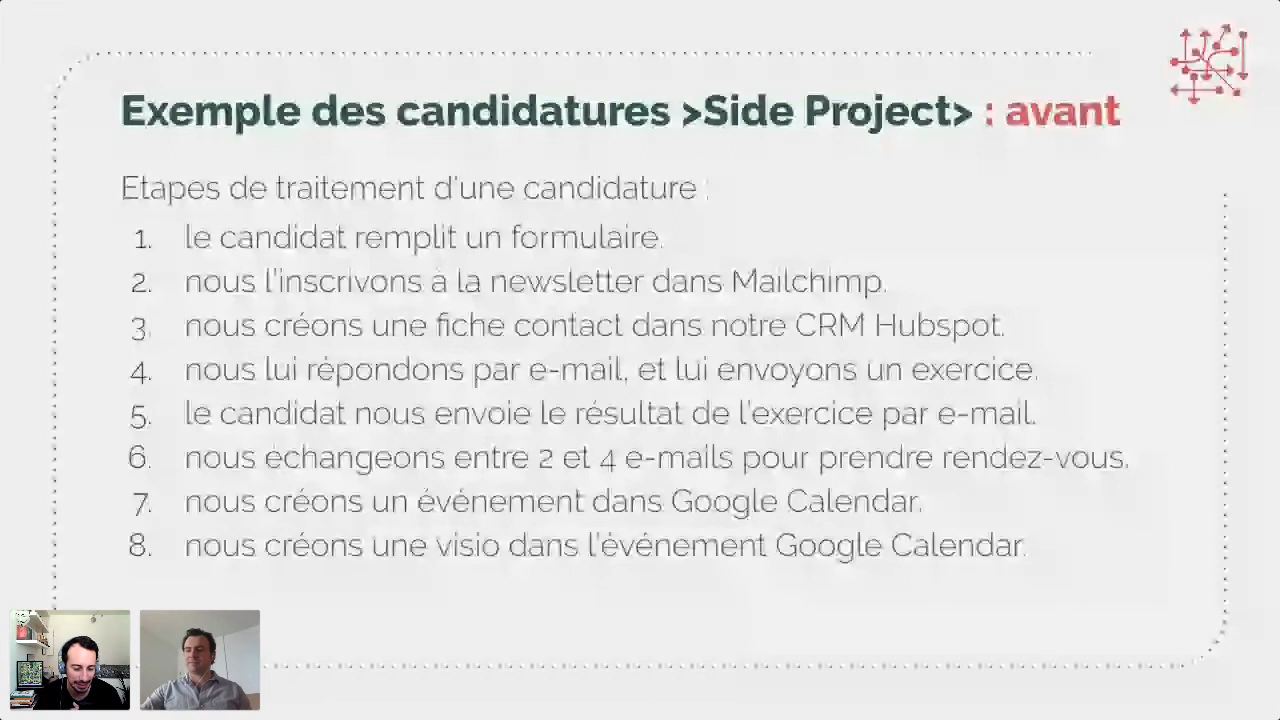 Exemple des candidatures >Side Project> : avant
Etapes de traitement d'une candidature :
1. le candidat remplit un formulaire.
2. nous l'inscrivons à la newsletter dans Mailchimp.
3. nous créons une fiche contact dans notre CRM Hubspot.
4. nous lui répondons par e-mail, et lui envoyons un exercice.
5. le candidat nous envoie le résultat de l'exercice par e-mail.
6. nous échangeons entre 2 et 4 e-mails pour prendre rendez-vous.
7. nous créons un événement dans Google Calendar.
8. nous créons une visio dans l'événement Google Calendar.